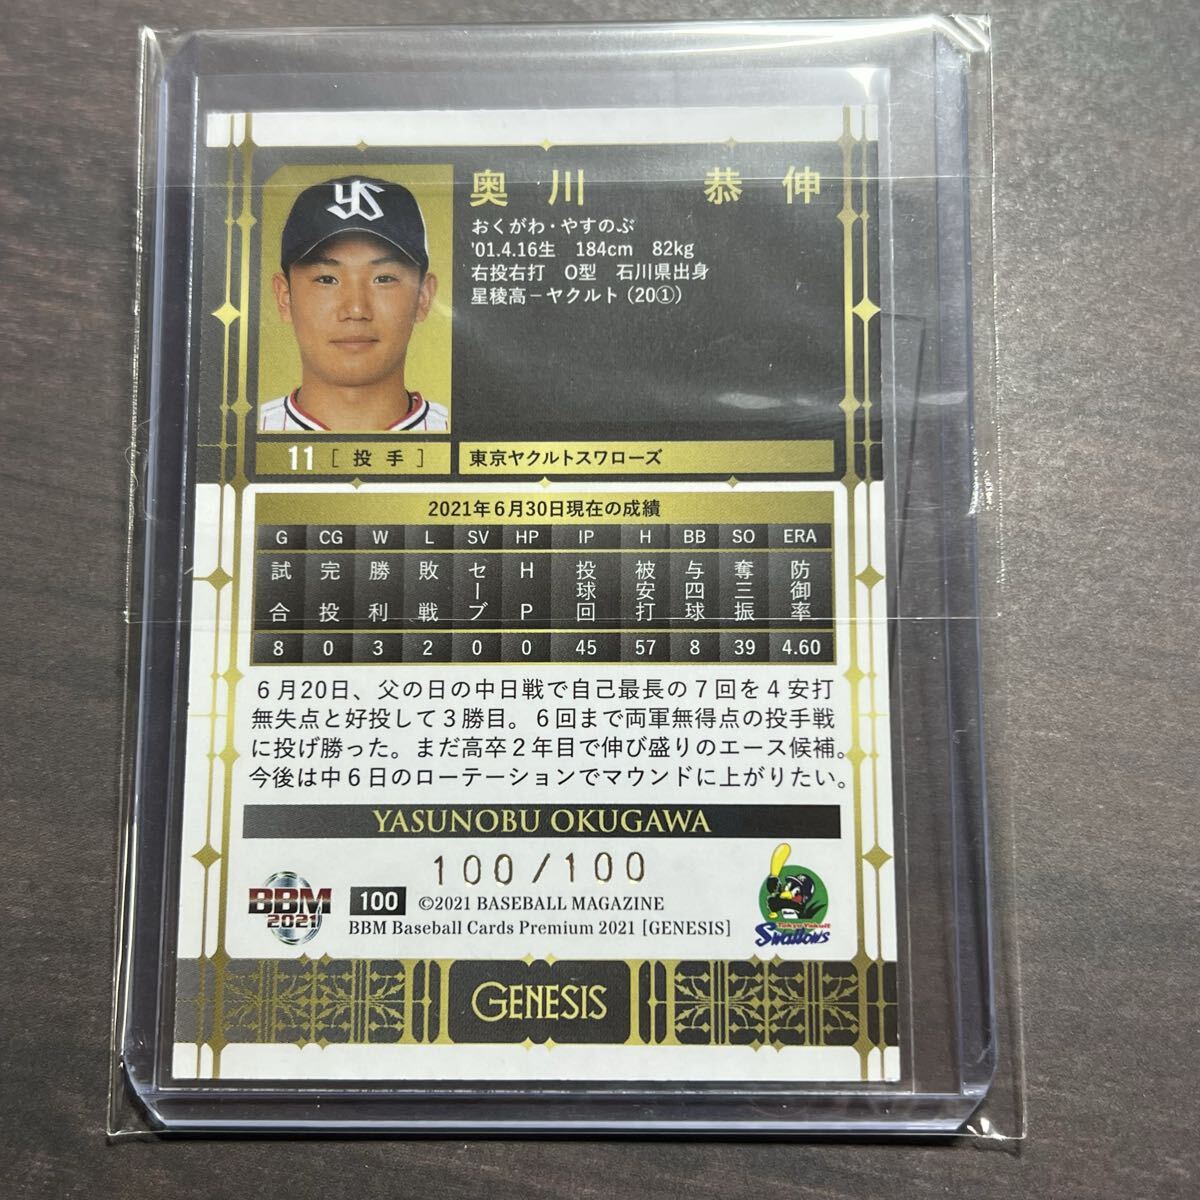 奥川 恭伸
おくがわ・やすのぶ
'01.4.16生 184cm 82kg
右投右打 O型 石川県出身
星稜高－ヤクルト(20①)
YS
11 [投手]
東京ヤクルトスワローズ
2021年6月30日現在の成績
G CG W L SV HP IP H BB SO ERA
試合 完投 勝利 敗戦 セーブ HP 投球回 被安打 与四球 奪三振 防御率
8 0 3 2 0 0 45 57 8 39 4.60
6月20日、父の日の中日戦で自己最長の7回を4安打
無失点と好投して3勝目。6回まで両軍無得点の投手戦
に投げ勝った。まだ高卒2年目で伸び盛りのエース候補。
今後は中6日のローテーションでマウンドに上がりたい。
YASUNOBU OKUGAWA
100/100
BBM
2021
100 ©2021 BASEBALL MAGAZINE
BBM Baseball Cards Premium 2021 [GENESIS]
Tokyo Yakult
Swallows
GENESIS